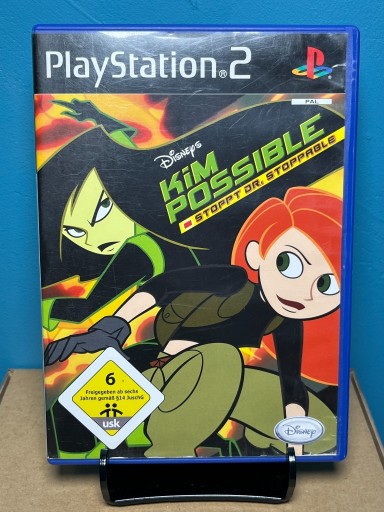 PlayStation®2
PAL
DISNEY'S
KIM
POSSIBLE
STOPPT DR. STOPPABLE
6
Freigegeben ab sechs
Jahren gemäß §14 JuschG
usk
Disney